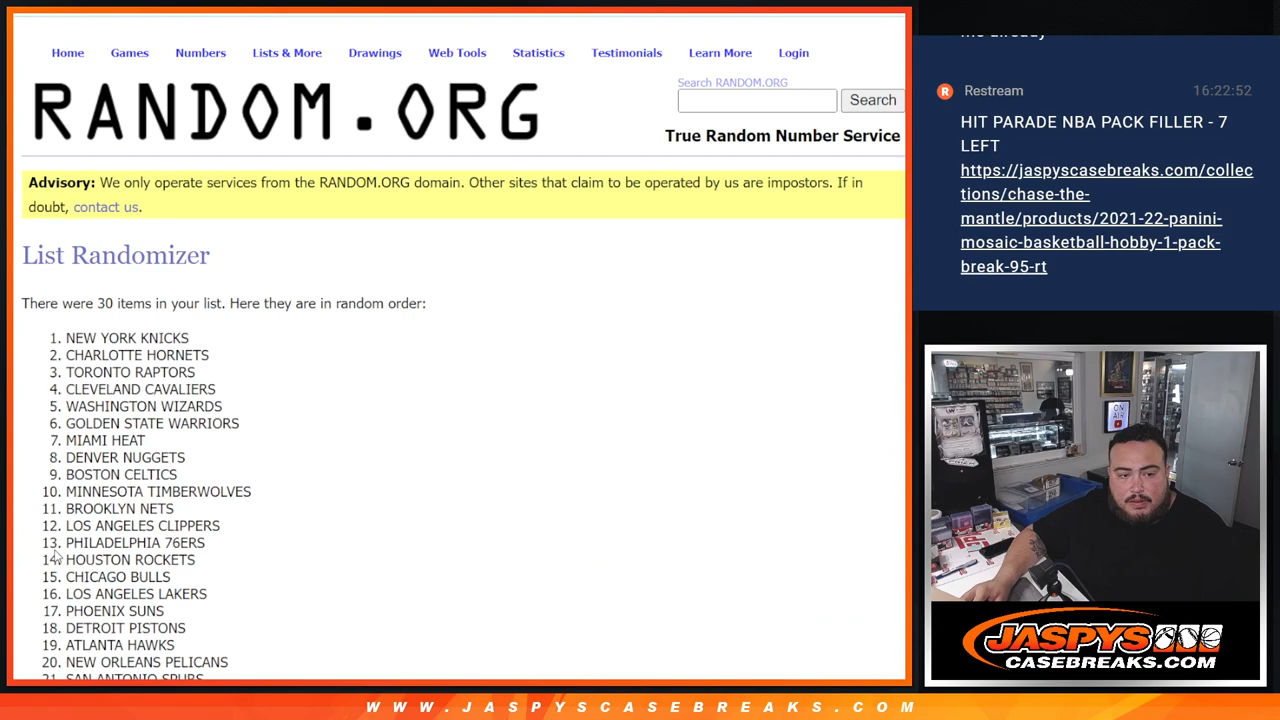 Home Games Numbers Lists & More Drawings Web Tools Statistics Testimonials Learn More Login
RANDOM.ORG
Search RANDOM.ORG
Search
True Random Number Service
Advisory: We only operate services from the RANDOM.ORG domain. Other sites that claim to be operated by us are impostors. If in
doubt, contact us.
List Randomizer
There were 30 items in your list. Here they are in random order:
1. NEW YORK KNICKS
2. CHARLOTTE HORNETS
3. TORONTO RAPTORS
4. CLEVELAND CAVALIERS
5. WASHINGTON WIZARDS
6. GOLDEN STATE WARRIORS
7. MIAMI HEAT
8. DENVER NUGGETS
9. BOSTON CELTICS
10. MINNESOTA TIMBERWOLVES
11. BROOKLYN NETS
12. LOS ANGELES CLIPPERS
13. PHILADELPHIA 76ERS
14. HOUSTON ROCKETS
15. CHICAGO BULLS
16. LOS ANGELES LAKERS
17. PHOENIX SUNS
18. DETROIT PISTONS
19. ATLANTA HAWKS
20. NEW ORLEANS PELICANS
21. SAN ANTONIO SPURS
me already
Restream 16:22:52
HIT PARADE NBA PACK FILLER - 7
LEFT
https://jaspyscasebreaks.com/collec
tions/chase-the-
mantle/products/2021-22-panini-
mosaic-basketball-hobby-1-pack-
break-95-rt
ON
AIR
JASPYS
CASEBREAKS.COM
WWW.JASPYSCASEBREAKS.COM